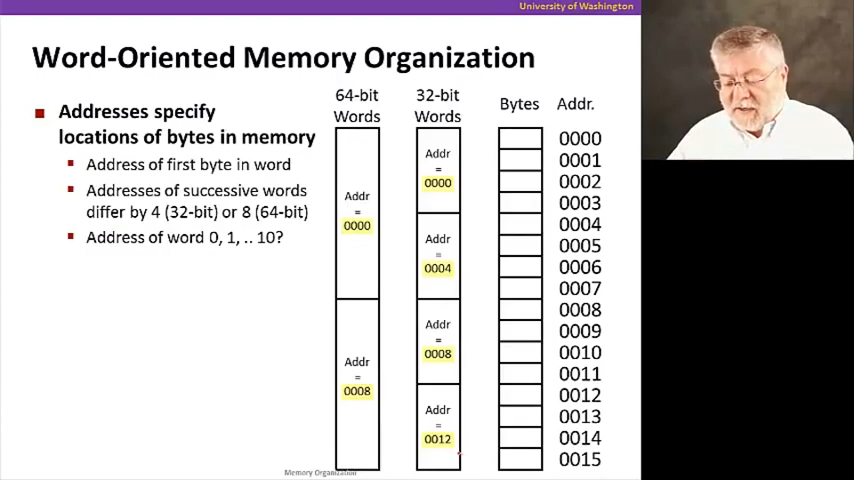 University of Washington
Word-Oriented Memory Organization
Addresses specify
locations of bytes in memory
Address of first byte in word
Addresses of successive words
differ by 4 (32-bit) or 8 (64-bit)
Address of word 0, 1, .. 10?
64-bit
Words
Addr
=
0000
Addr
=
0008
32-bit
Words
Addr
=
0000
Addr
=
0004
Addr
=
0008
Addr
=
0012
Bytes
Addr.
0000
0001
0002
0003
0004
0005
0006
0007
0008
0009
0010
0011
0012
0013
0014
0015
Memory Organization